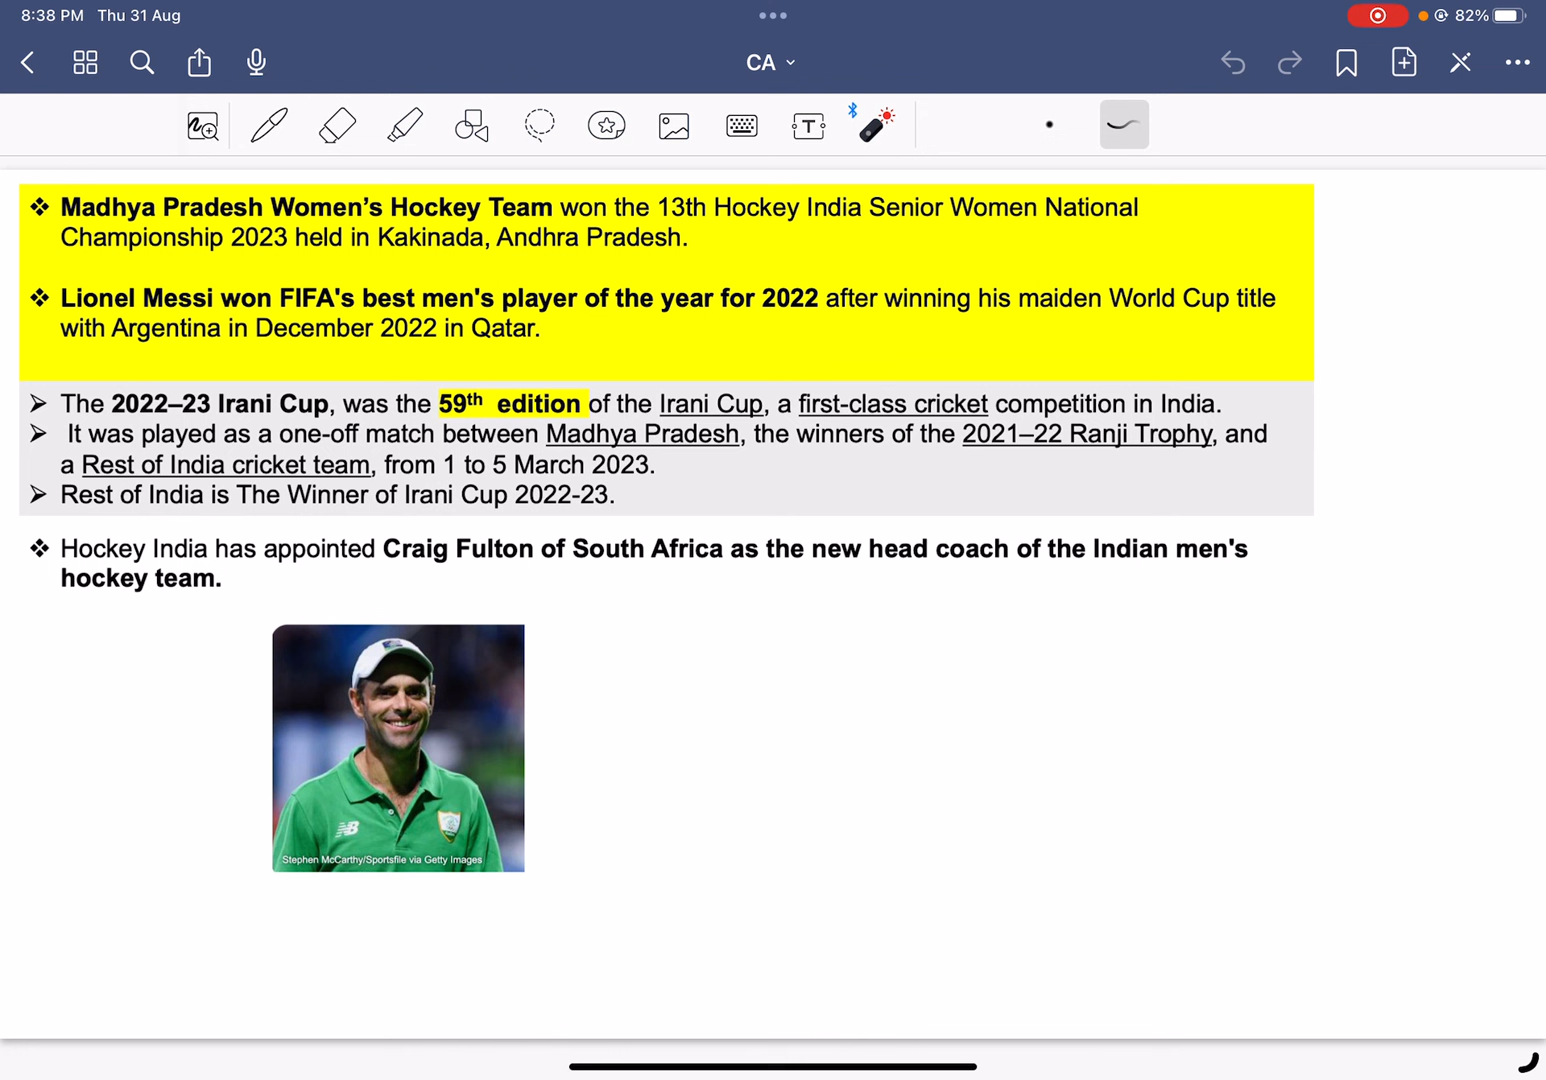 8:38 PM Thu 31 Aug
82%
CA
T
❖ Madhya Pradesh Women’s Hockey Team won the 13th Hockey India Senior Women National
Championship 2023 held in Kakinada, Andhra Pradesh.
❖ Lionel Messi won FIFA's best men's player of the year for 2022 after winning his maiden World Cup title
with Argentina in December 2022 in Qatar.
➢ The 2022–23 Irani Cup, was the 59th edition of the Irani Cup, a first-class cricket competition in India.
➢ It was played as a one-off match between Madhya Pradesh, the winners of the 2021–22 Ranji Trophy, and
a Rest of India cricket team, from 1 to 5 March 2023.
➢ Rest of India is The Winner of Irani Cup 2022-23.
❖ Hockey India has appointed Craig Fulton of South Africa as the new head coach of the Indian men's
hockey team.
NB
Stephen McCarthy/Sportsfile via Getty Images